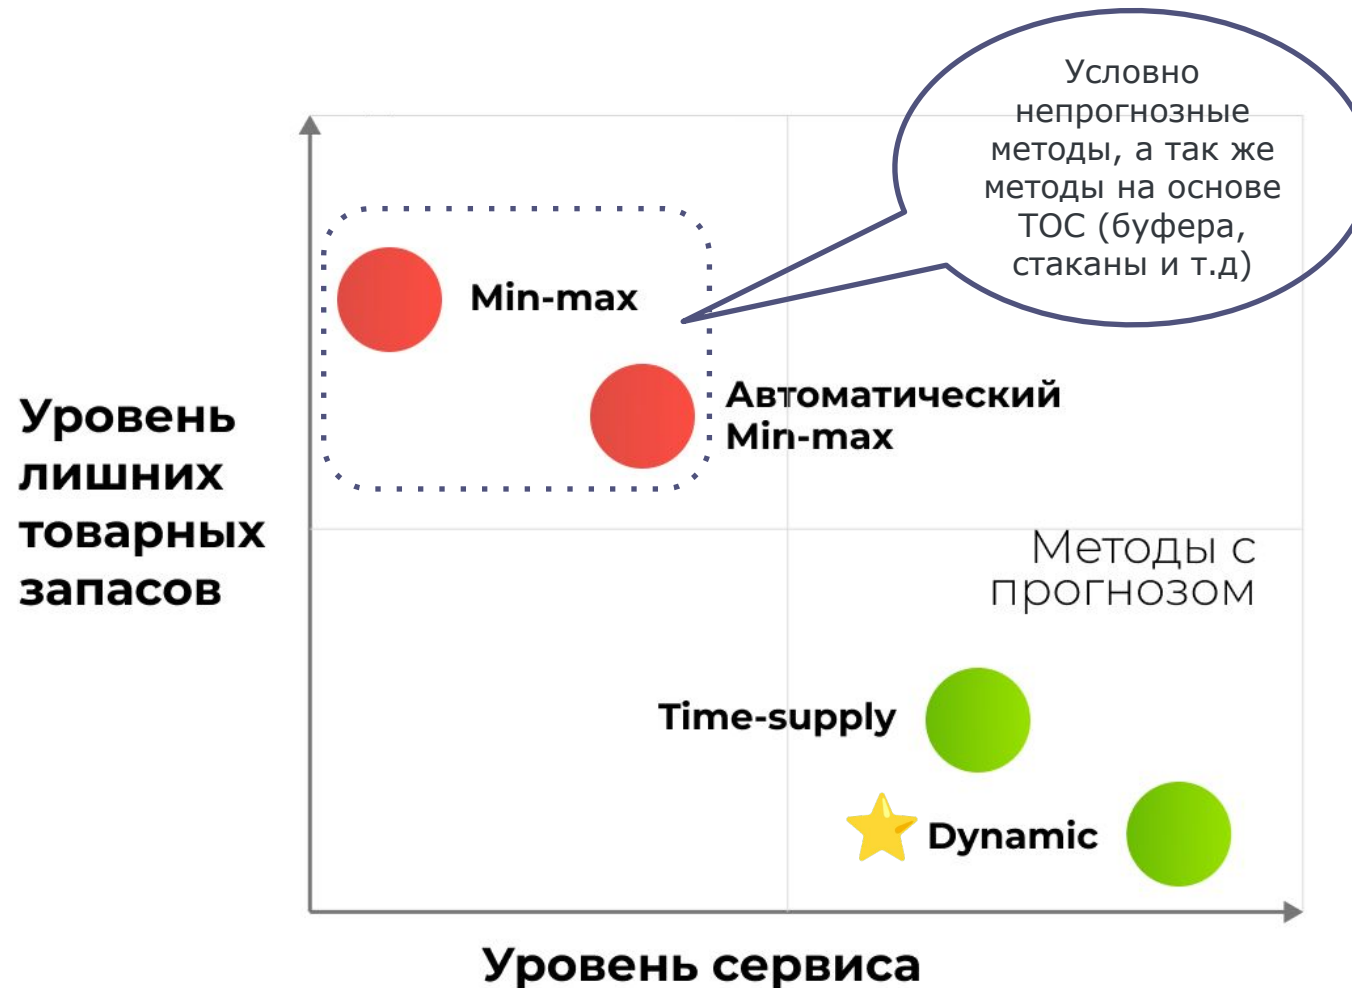 Условно
непрогнозные
методы, а так же
методы на основе
ТОС (буфера,
стаканы и т.д)
Min-max
Автоматический
Min-max
Уровень
лишних
товарных
запасов
Методы с
прогнозом
Time-supply
Dynamic
Уровень сервиса